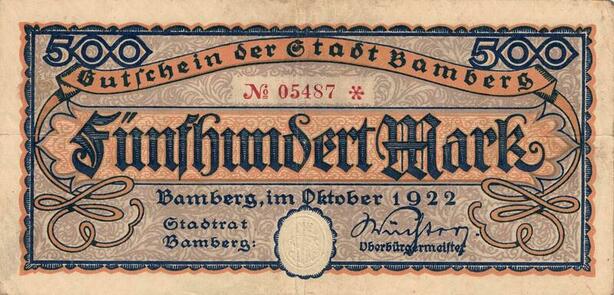 500 500
Gutschein der Stadt Bamberg
№ 05487 *
Fünfhundert Mark
Bamberg, im Oktober 1922
Stadtrat
Bamberg:
Oberbürgermeister